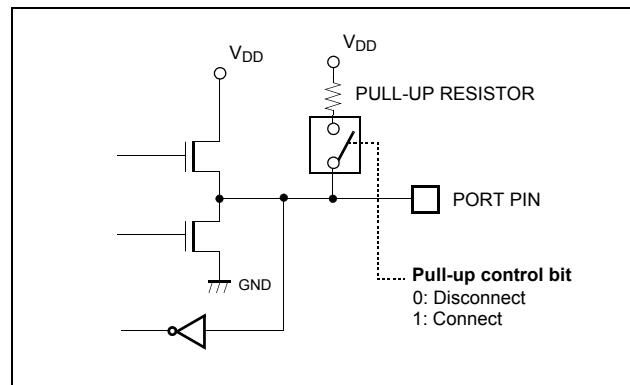 VDD
VDD
PULL-UP RESISTOR
PORT PIN
GND
Pull-up control bit
0: Disconnect
1: Connect